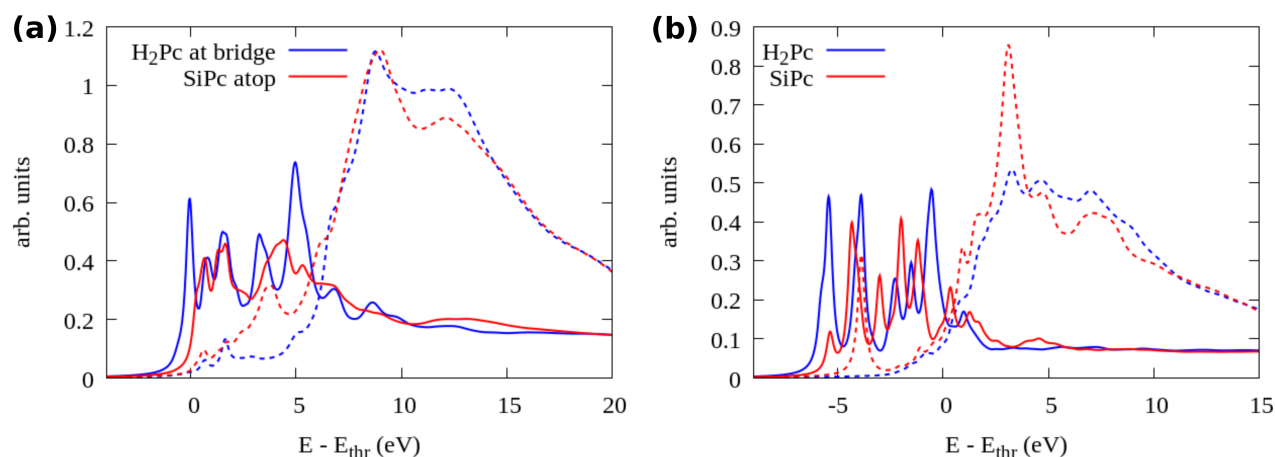 (a)
H₂Pc at bridge
SiPc atop
arb. units
1.2
1
0.8
0.6
0.4
0.2
0
0 5 10 15 20
E - Eₜₕᵣ (eV)
(b)
H₂Pc
SiPc
arb. units
0.9
0.8
0.7
0.6
0.5
0.4
0.3
0.2
0.1
0
-5 0 5 10 15
E - Eₜₕᵣ (eV)